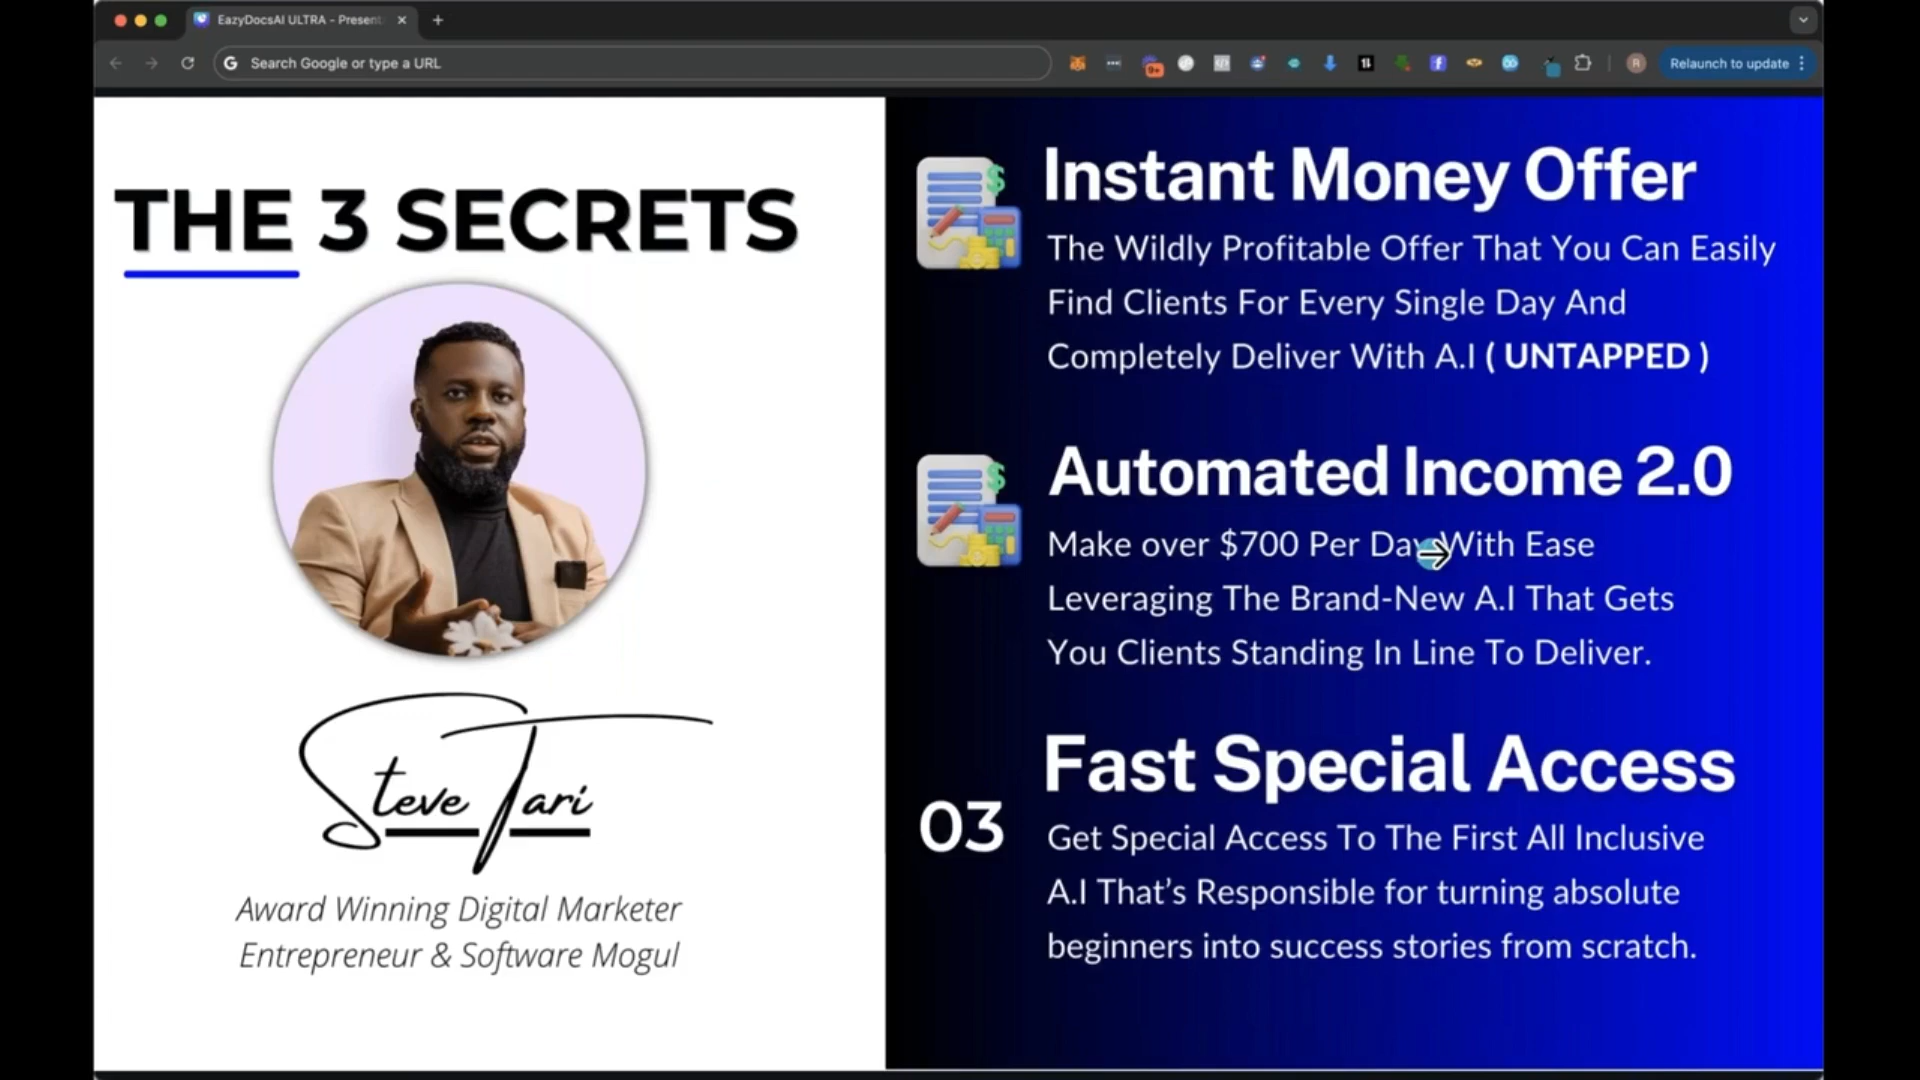 EazyDocsAI ULTRA - Present
Search Google or type a URL
9+
R
Relaunch to update
THE 3 SECRETS
Steve Tari
Award Winning Digital Marketer
Entrepreneur & Software Mogul
Instant Money Offer
The Wildly Profitable Offer That You Can Easily
Find Clients For Every Single Day And
Completely Deliver With A.I ( UNTAPPED )
Automated Income 2.0
Make over $700 Per Day With Ease
Leveraging The Brand-New A.I That Gets
You Clients Standing In Line To Deliver.
03
Fast Special Access
Get Special Access To The First All Inclusive
A.I That's Responsible for turning absolute
beginners into success stories from scratch.